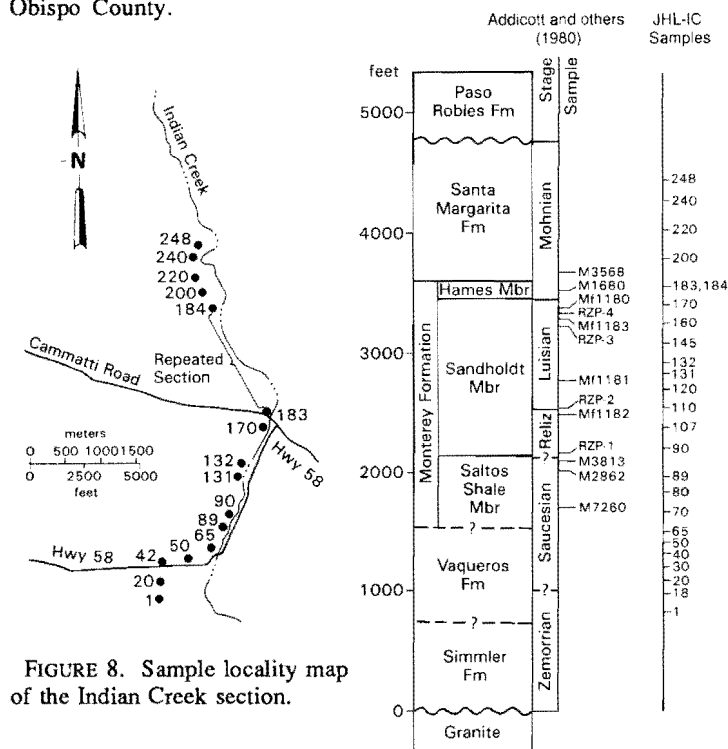 Obispo County.
N
Indian Creek
248
240
220
200
184
Repeated
Section
Cammatti Road
183
170
Hwy 58
meters
0 500 1000 1500
0 2500 5000
feet
132
131
90
89
65
50
42
Hwy 58
20
1
FIGURE 8. Sample locality map
of the Indian Creek section.
Addicott and others
(1980)
JHL-IC
Samples
feet
Stage
Sample
5000
4000
3000
2000
1000
0
Paso
Robles Fm
Santa
Margarita
Fm
Hames Mbr
Monterey Formation
Sandholdt
Mbr
Saltos
Shale
Mbr
?
Vaqueros
Fm
?
Simmler
Fm
Granite
Mohnian
Luisian
Reliz
?
Saucesian
?
Zemorrian
M3568
M1680
Mf1180
RZP-4
Mf1183
RZP-3
Mf1181
RZP-2
Mf1182
RZP-1
M3813
M2862
M7260
248
240
220
200
183,184
170
160
145
132
131
120
110
107
90
89
80
70
65
50
40
30
20
18
1